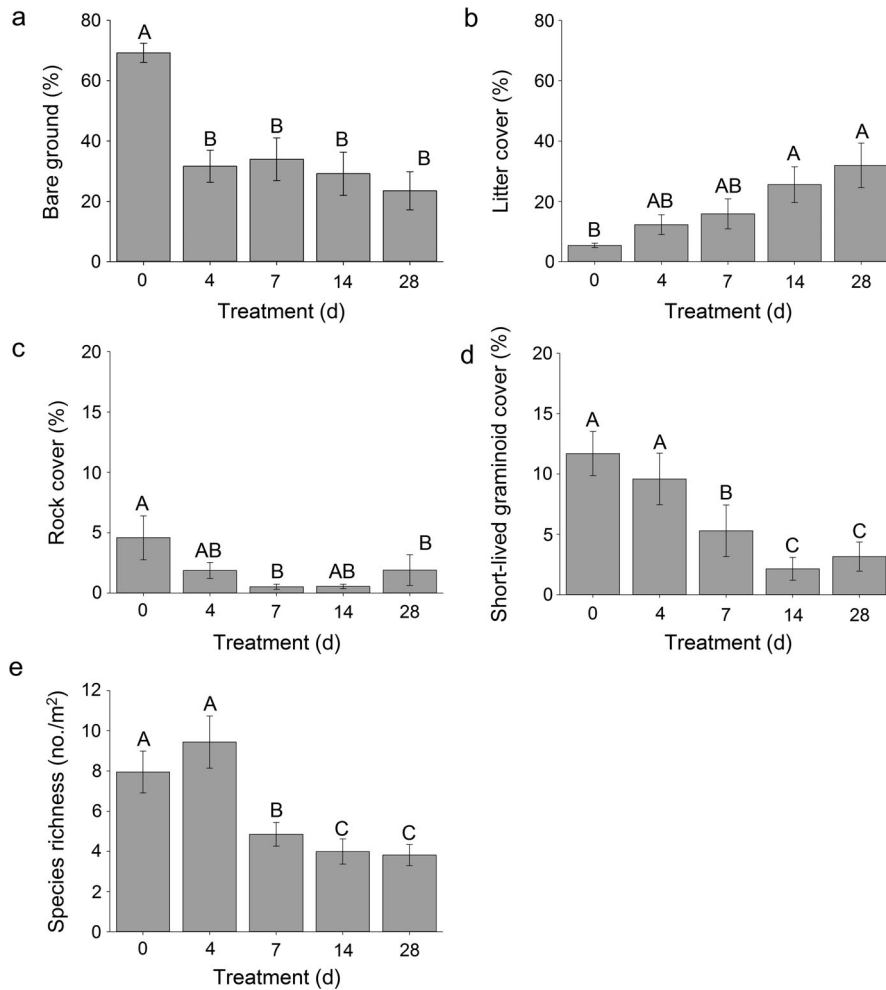 a
Bare ground (%)
80
60
40
20
0
A
B
B
B
B
0 4 7 14 28
Treatment (d)
b
Litter cover (%)
80
60
40
20
0
B
AB
AB
A
A
0 4 7 14 28
Treatment (d)
c
Rock cover (%)
20
15
10
5
0
A
AB
B
AB
B
0 4 7 14 28
Treatment (d)
d
Short-lived graminoid cover (%)
20
15
10
5
0
A
A
B
C
C
0 4 7 14 28
Treatment (d)
e
Species richness (no./m²)
12
10
8
6
4
2
0
A
A
B
C
C
0 4 7 14 28
Treatment (d)